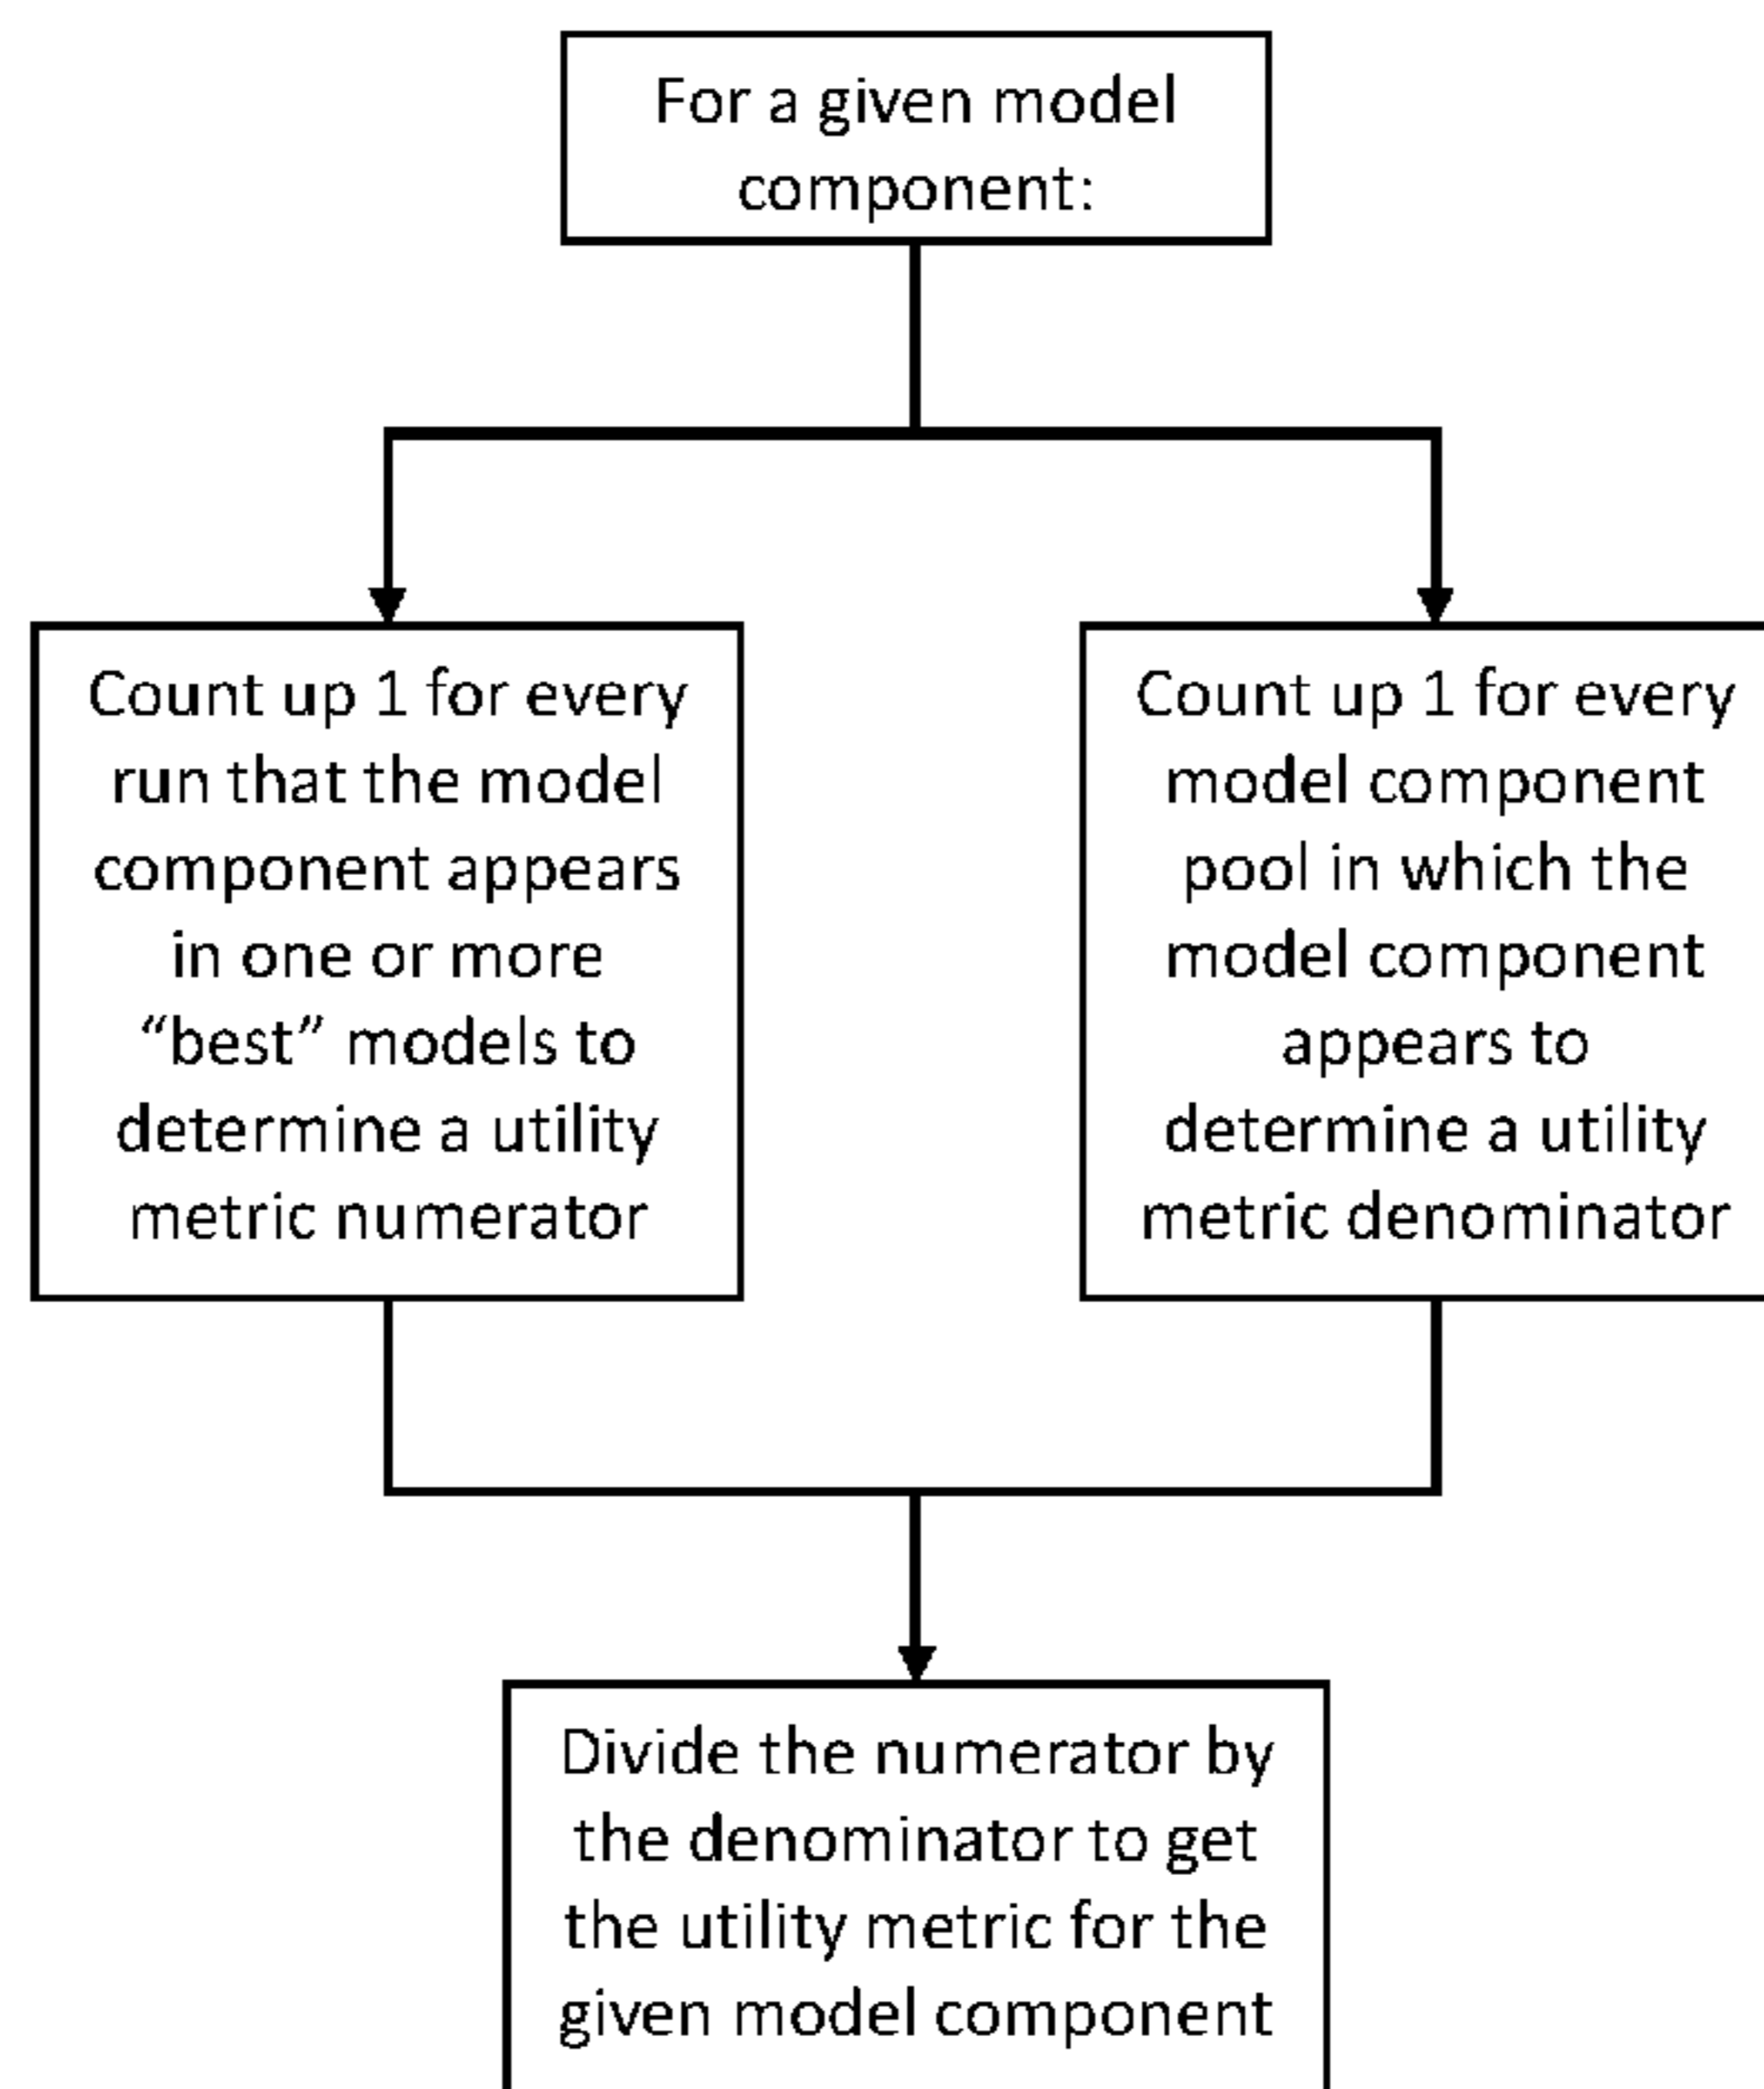 For a given model
component:
Count up 1 for every
run that the model
component appears
in one or more
“best” models to
determine a utility
metric numerator
Count up 1 for every
model component
pool in which the
model component
appears to
determine a utility
metric denominator
Divide the numerator by
the denominator to get
the utility metric for the
given model component